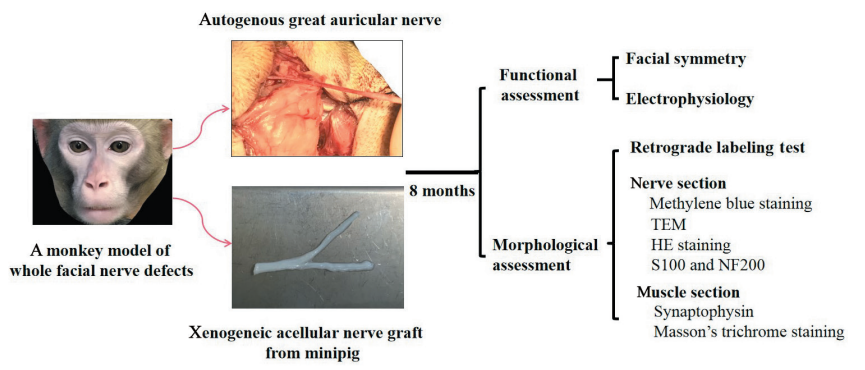 Autogenous great auricular nerve
A monkey model of
whole facial nerve defects
Xenogeneic acellular nerve graft
from minipig
8 months
Functional
assessment
Facial symmetry
Electrophysiology
Morphological
assessment
Retrograde labeling test
Nerve section
Methylene blue staining
TEM
HE staining
S100 and NF200
Muscle section
Synaptophysin
Masson's trichrome staining